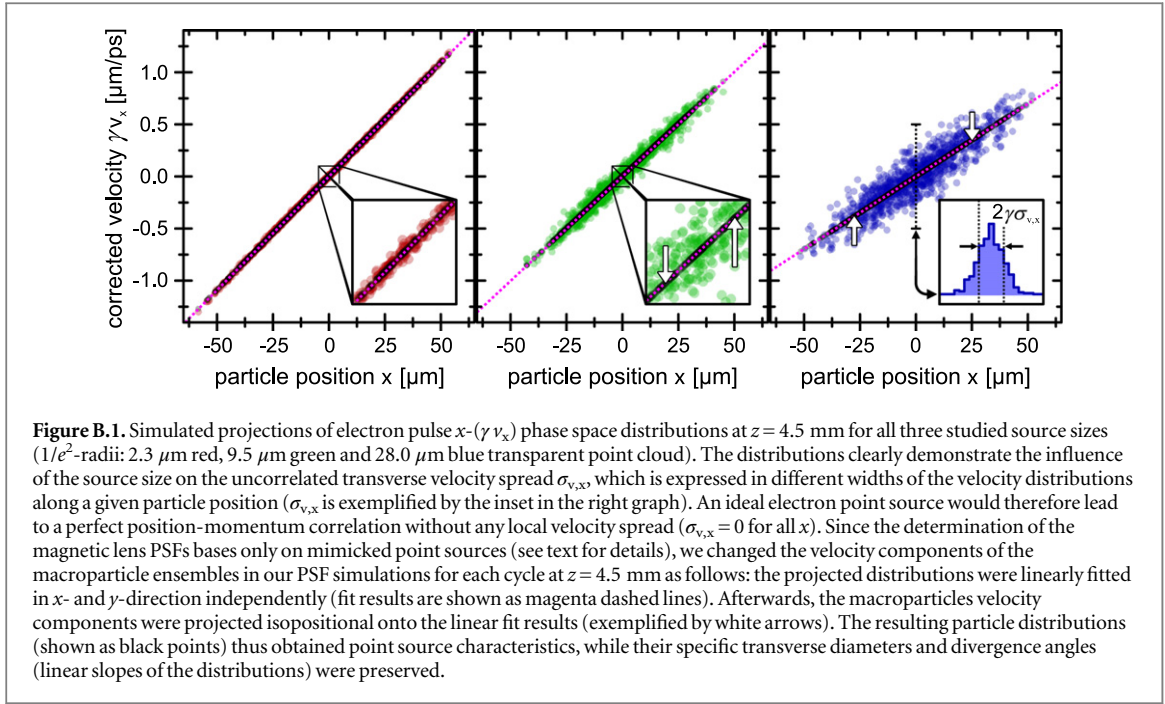 corrected velocity γv_x [µm/ps]
1.0
0.5
0.0
-0.5
-1.0
2γσ_v,x
-50 -25 0 25 50
-50 -25 0 25 50
-50 -25 0 25 50
particle position x [µm]
particle position x [µm]
particle position x [µm]
Figure B.1. Simulated projections of electron pulse x-(γ v_x) phase space distributions at z = 4.5 mm for all three studied source sizes
(1/e²-radii: 2.3 µm red, 9.5 µm green and 28.0 µm blue transparent point cloud). The distributions clearly demonstrate the influence
of the source size on the uncorrelated transverse velocity spread σ_v,x, which is expressed in different widths of the velocity distributions
along a given particle position (σ_v,x is exemplified by the inset in the right graph). An ideal electron point source would therefore lead
to a perfect position-momentum correlation without any local velocity spread (σ_v,x = 0 for all x). Since the determination of the
magnetic lens PSFs bases only on mimicked point sources (see text for details), we changed the velocity components of the
macroparticle ensembles in our PSF simulations for each cycle at z = 4.5 mm as follows: the projected distributions were linearly fitted
in x- and y-direction independently (fit results are shown as magenta dashed lines). Afterwards, the macroparticles velocity
components were projected isopositional onto the linear fit results (exemplified by white arrows). The resulting particle distributions
(shown as black points) thus obtained point source characteristics, while their specific transverse diameters and divergence angles
(linear slopes of the distributions) were preserved.